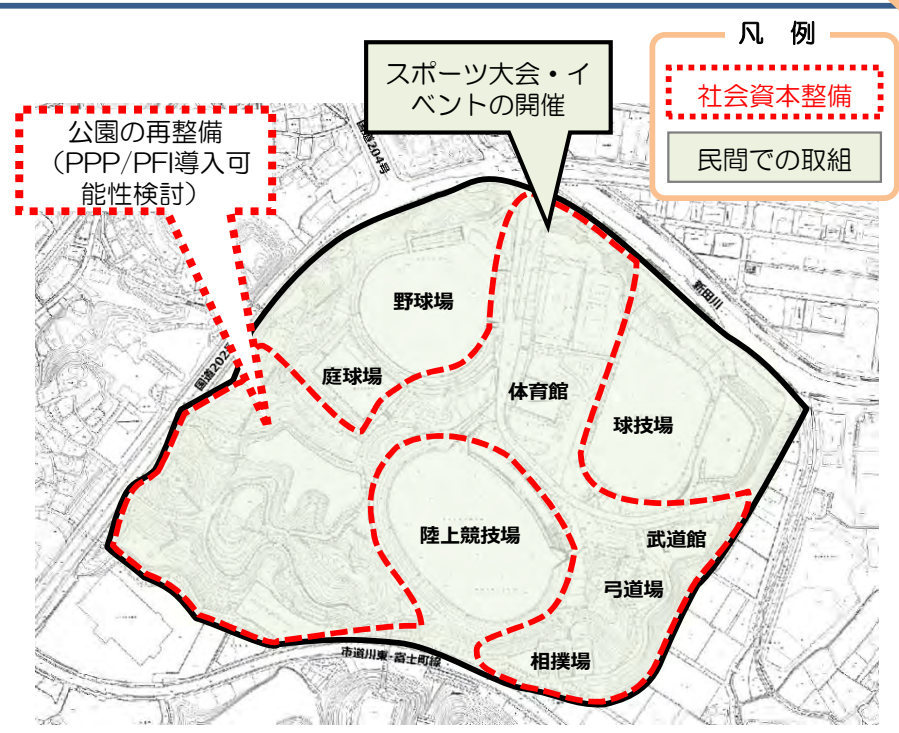 凡 例
社会資本整備
民間での取組
スポーツ大会・イ
ベントの開催
公園の再整備
（PPP/PFI導入可
能性検討）
国道204号
新田川
国道202号
野球場
庭球場
体育館
球技場
陸上競技場
武道館
弓道場
相撲場
市道川東・富士町線